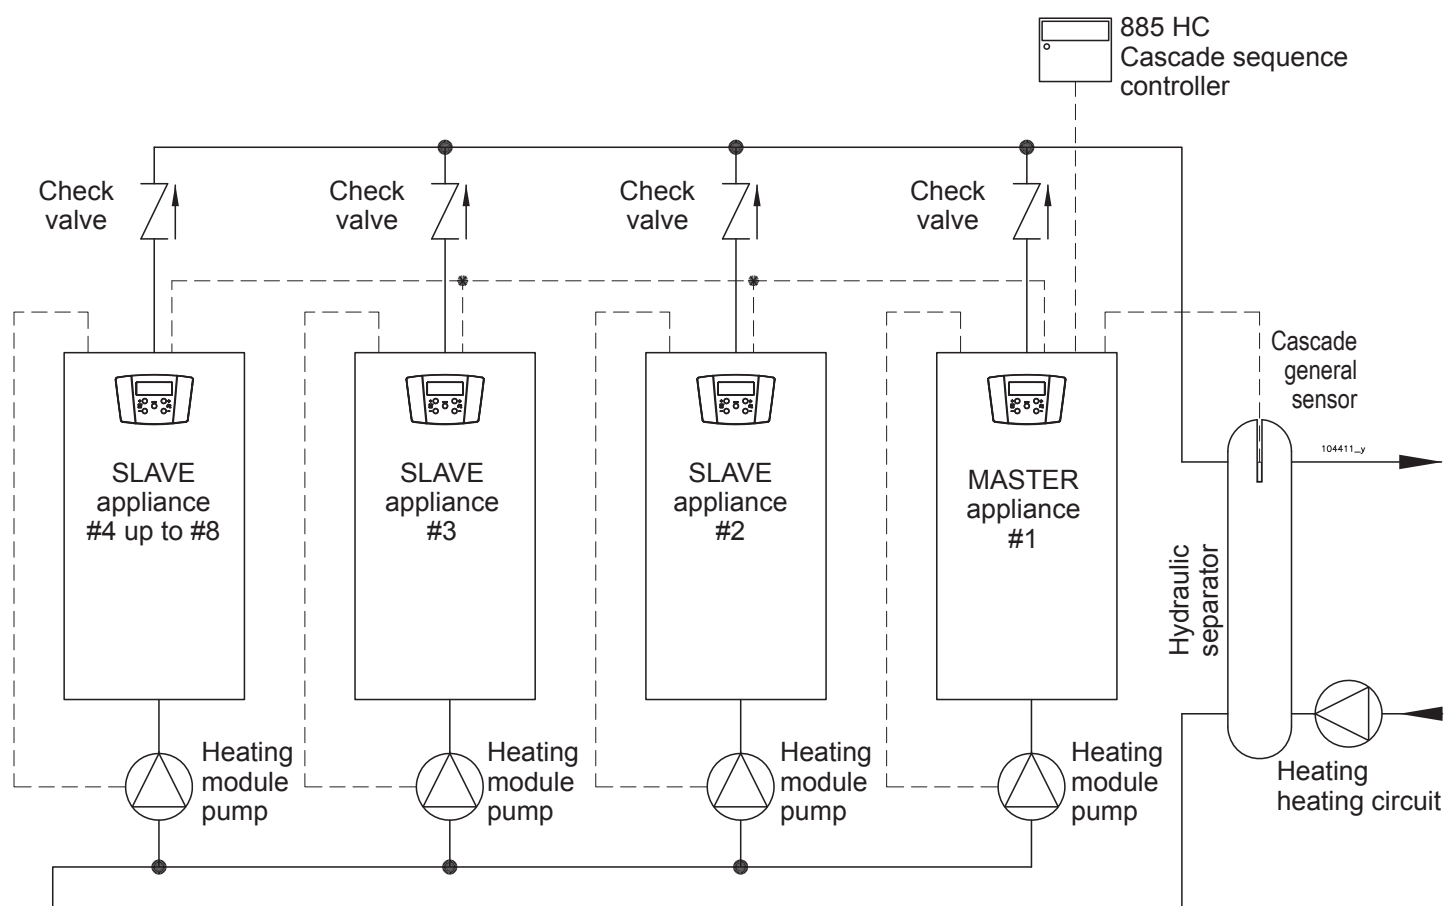 885 HC
Cascade sequence
controller
Check
valve
Check
valve
Check
valve
Check
valve
Cascade
general
sensor
104411_y
SLAVE
appliance
#4 up to #8
SLAVE
appliance
#3
SLAVE
appliance
#2
MASTER
appliance
#1
Hydraulic
separator
Heating
module
pump
Heating
module
pump
Heating
module
pump
Heating
module
pump
Heating
heating circuit